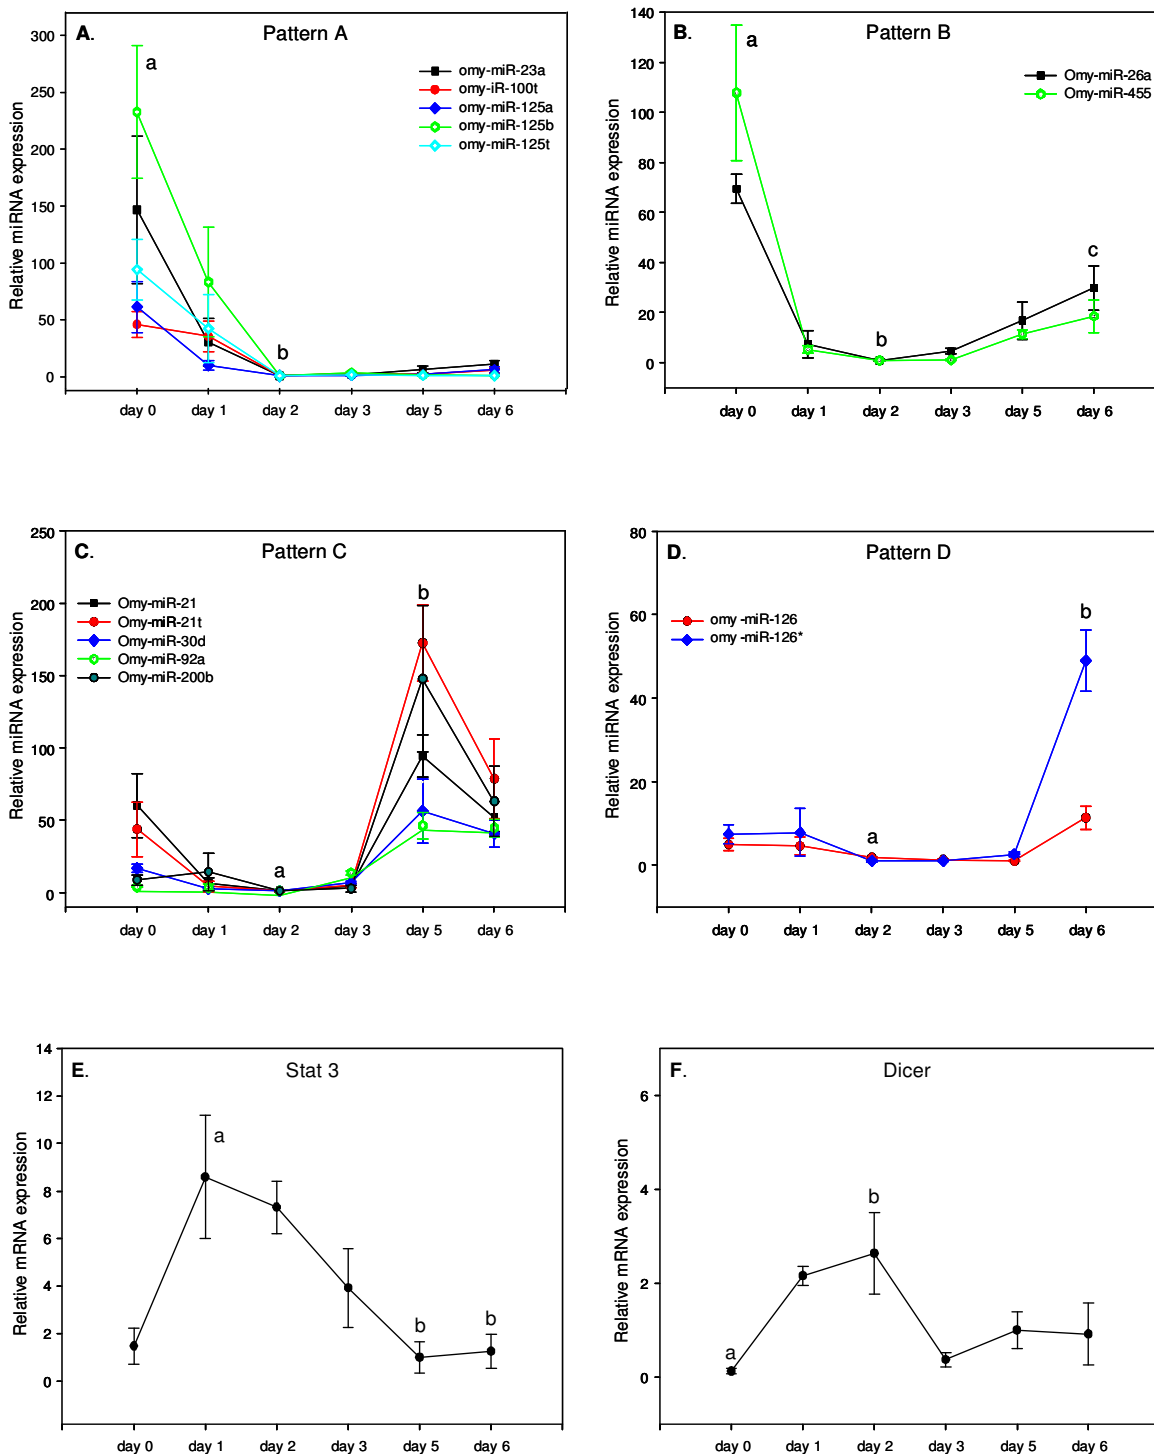 A.
Pattern A
a
b
omy-miR-23a
omy-iR-100t
omy-miR-125a
omy-miR-125b
omy-miR-125t
Relative miRNA expression
300
250
200
150
100
50
0
day 0 day 1 day 2 day 3 day 5 day 6
B.
Pattern B
a
b
c
Omy-miR-26a
Omy-miR-455
Relative miRNA expression
140
120
100
80
60
40
20
0
day 0 day 1 day 2 day 3 day 5 day 6
C.
Pattern C
Omy-miR-21
Omy-miR-21t
Omy-miR-30d
Omy-miR-92a
Omy-miR-200b
a
b
Relative miRNA expression
250
200
150
100
50
0
day 0 day 1 day 2 day 3 day 5 day 6
D.
Pattern D
omy -miR-126
omy -miR-126*
a
b
Relative miRNA expression
80
60
40
20
0
day 0 day 1 day 2 day 3 day 5 day 6
E.
Stat 3
a
b
b
Relative mRNA expression
14
12
10
8
6
4
2
0
day 0 day 1 day 2 day 3 day 5 day 6
F.
Dicer
a
b
Relative mRNA expression
6
4
2
0
day 0 day 1 day 2 day 3 day 5 day 6